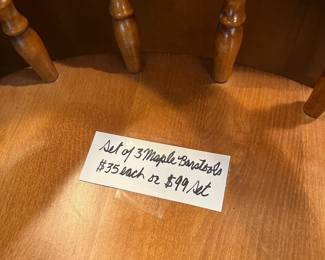 Set of 3 Maple Barstools
$35 each or $99 set